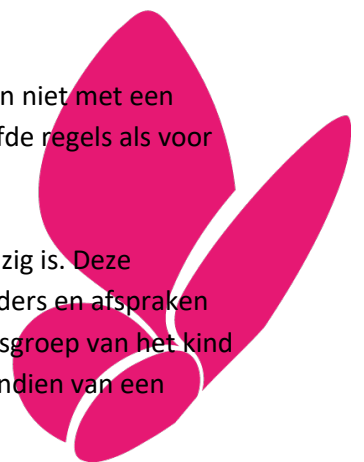 n niet met een
fde regels als voor
zig is. Deze
ders en afspraken
sgroep van het kind
ndien van een